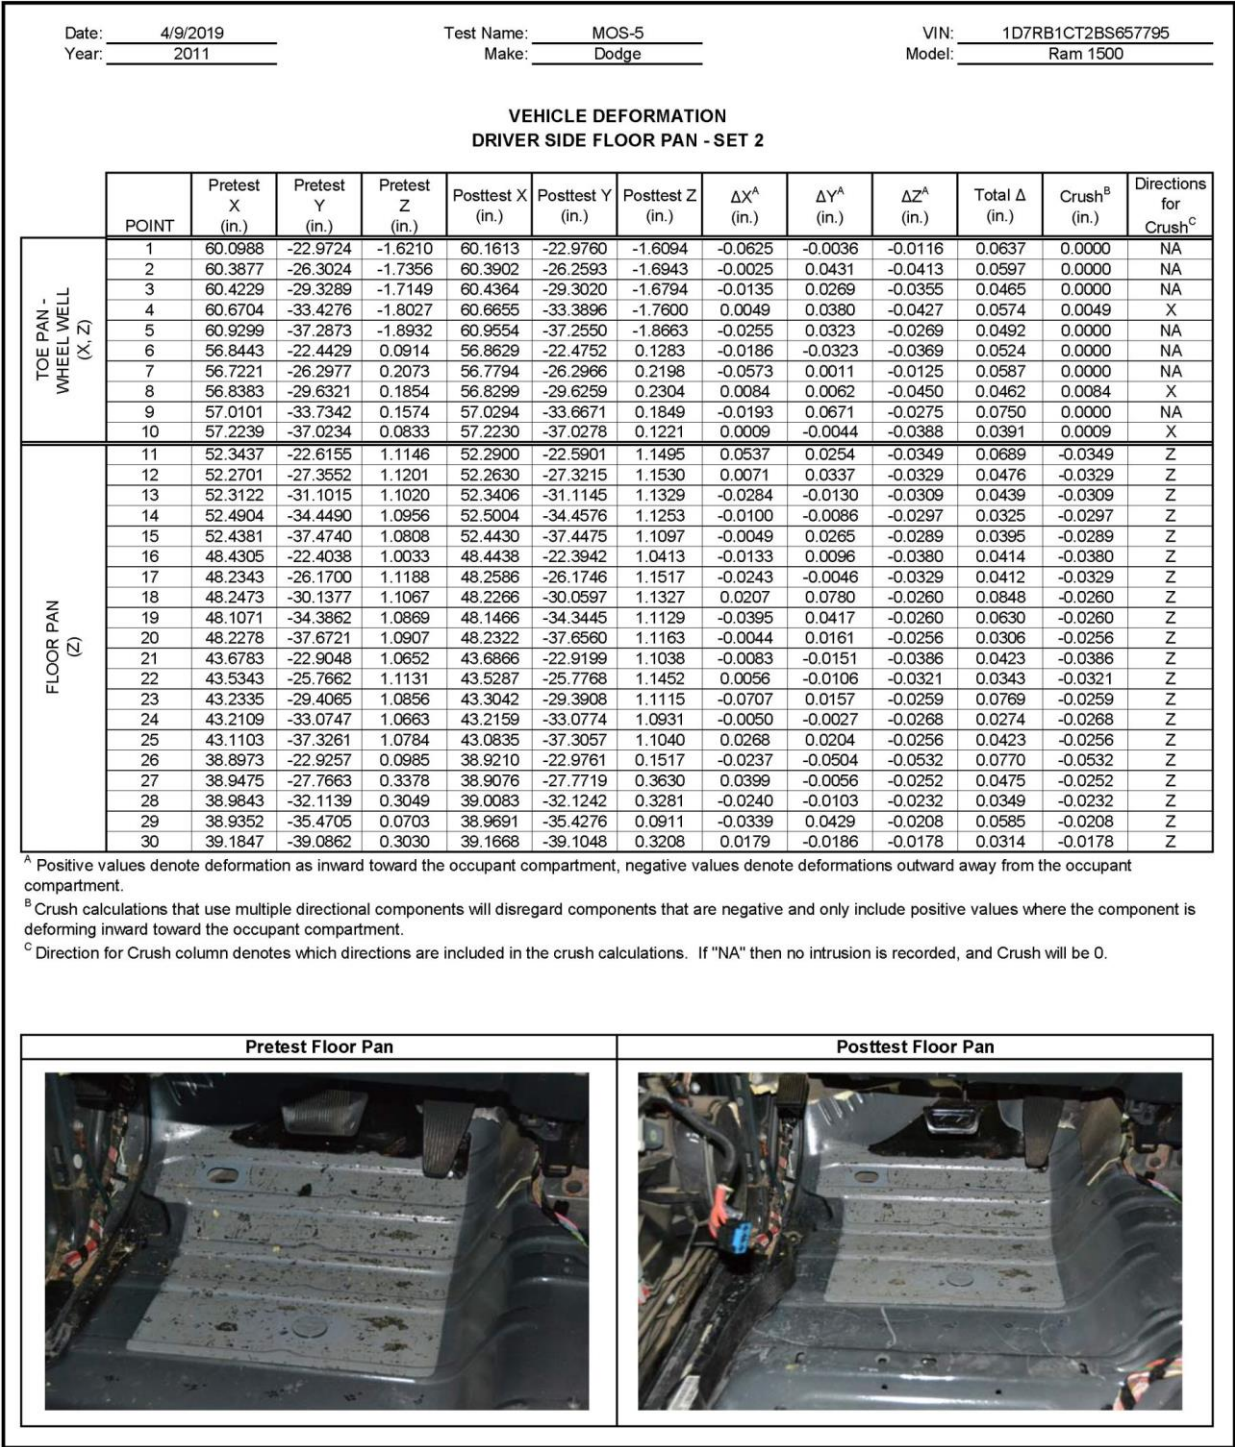 Date: 4/9/2019 Test Name: MOS-5 VIN: 1D7RB1CT2BS657795
Year: 2011 Make: Dodge Model: Ram 1500
VEHICLE DEFORMATION
DRIVER SIDE FLOOR PAN - SET 2
POINT Pretest X (in.) Pretest Y (in.) Pretest Z (in.) Posttest X (in.) Posttest Y (in.) Posttest Z (in.) ΔX^A (in.) ΔY^A (in.) ΔZ^A (in.) Total Δ (in.) Crush^B (in.) Directions for Crush^C
TOE PAN - WHEEL WELL (X, Z)
1 60.0988 -22.9724 -1.6210 60.1613 -22.9760 -1.6094 -0.0625 -0.0036 -0.0116 0.0637 0.0000 NA
2 60.3877 -26.3024 -1.7356 60.3902 -26.2593 -1.6943 -0.0025 0.0431 -0.0413 0.0597 0.0000 NA
3 60.4229 -29.3289 -1.7149 60.4364 -29.3020 -1.6794 -0.0135 0.0269 -0.0355 0.0465 0.0000 NA
4 60.6704 -33.4276 -1.8027 60.6655 -33.3896 -1.7600 0.0049 0.0380 -0.0427 0.0574 0.0049 X
5 60.9299 -37.2873 -1.8932 60.9554 -37.2550 -1.8663 -0.0255 0.0323 -0.0269 0.0492 0.0000 NA
6 56.8443 -22.4429 0.0914 56.8629 -22.4752 0.1283 -0.0186 -0.0323 -0.0369 0.0524 0.0000 NA
7 56.7221 -26.2977 0.2073 56.7794 -26.2966 0.2198 -0.0573 0.0011 -0.0125 0.0587 0.0000 NA
8 56.8383 -29.6321 0.1854 56.8299 -29.6259 0.2304 0.0084 0.0062 -0.0450 0.0462 0.0084 X
9 57.0101 -33.7342 0.1574 57.0294 -33.6671 0.1849 -0.0193 0.0671 -0.0275 0.0750 0.0000 NA
10 57.2239 -37.0234 0.0833 57.2230 -37.0278 0.1221 0.0009 -0.0044 -0.0388 0.0391 0.0009 X
FLOOR PAN (Z)
11 52.3437 -22.6155 1.1146 52.2900 -22.5901 1.1495 0.0537 0.0254 -0.0349 0.0689 -0.0349 Z
12 52.2701 -27.3552 1.1201 52.2630 -27.3215 1.1530 0.0071 0.0337 -0.0329 0.0476 -0.0329 Z
13 52.3122 -31.1015 1.1020 52.3406 -31.1145 1.1329 -0.0284 -0.0130 -0.0309 0.0439 -0.0309 Z
14 52.4904 -34.4490 1.0956 52.5004 -34.4576 1.1253 -0.0100 -0.0086 -0.0297 0.0325 -0.0297 Z
15 52.4381 -37.4740 1.0808 52.4430 -37.4475 1.1097 -0.0049 0.0265 -0.0289 0.0395 -0.0289 Z
16 48.4305 -22.4038 1.0033 48.4438 -22.3942 1.0413 -0.0133 0.0096 -0.0380 0.0414 -0.0380 Z
17 48.2343 -26.1700 1.1188 48.2586 -26.1746 1.1517 -0.0243 -0.0046 -0.0329 0.0412 -0.0329 Z
18 48.2473 -30.1377 1.1067 48.2266 -30.0597 1.1327 0.0207 0.0780 -0.0260 0.0848 -0.0260 Z
19 48.1071 -34.3862 1.0869 48.1466 -34.3445 1.1129 -0.0395 0.0417 -0.0260 0.0630 -0.0260 Z
20 48.2278 -37.6721 1.0907 48.2322 -37.6560 1.1163 -0.0044 0.0161 -0.0256 0.0306 -0.0256 Z
21 43.6783 -22.9048 1.0652 43.6866 -22.9199 1.1038 -0.0083 -0.0151 -0.0386 0.0423 -0.0386 Z
22 43.5343 -25.7662 1.1131 43.5287 -25.7768 1.1452 0.0056 -0.0106 -0.0321 0.0343 -0.0321 Z
23 43.2335 -29.4065 1.0856 43.3042 -29.3908 1.1115 -0.0707 0.0157 -0.0259 0.0769 -0.0259 Z
24 43.2109 -33.0747 1.0663 43.2159 -33.0774 1.0931 -0.0050 -0.0027 -0.0268 0.0274 -0.0268 Z
25 43.1103 -37.3261 1.0784 43.0835 -37.3057 1.1040 0.0268 0.0204 -0.0256 0.0423 -0.0256 Z
26 38.8973 -22.9257 0.0985 38.9210 -22.9761 0.1517 -0.0237 -0.0504 -0.0532 0.0770 -0.0532 Z
27 38.9475 -27.7663 0.3378 38.9076 -27.7719 0.3630 0.0399 -0.0056 -0.0252 0.0475 -0.0252 Z
28 38.9843 -32.1139 0.3049 39.0083 -32.1242 0.3281 -0.0240 -0.0103 -0.0232 0.0349 -0.0232 Z
29 38.9352 -35.4705 0.0703 38.9691 -35.4276 0.0911 -0.0339 0.0429 -0.0208 0.0585 -0.0208 Z
30 39.1847 -39.0862 0.3030 39.1668 -39.1048 0.3208 0.0179 -0.0186 -0.0178 0.0314 -0.0178 Z
^A Positive values denote deformation as inward toward the occupant compartment, negative values denote deformations outward away from the occupant
compartment.
^B Crush calculations that use multiple directional components will disregard components that are negative and only include positive values where the component is
deforming inward toward the occupant compartment.
^C Direction for Crush column denotes which directions are included in the crush calculations. If "NA" then no intrusion is recorded, and Crush will be 0.
Pretest Floor Pan Posttest Floor Pan